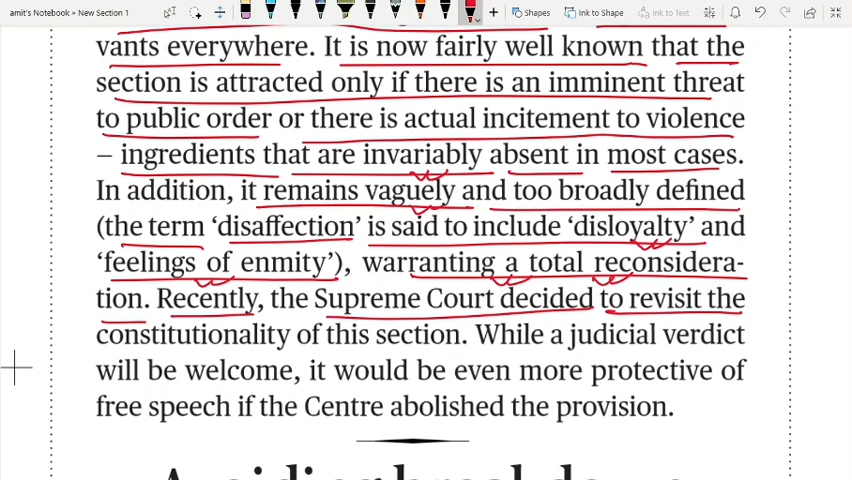 amit's Notebook » New Section 1
Shapes
Ink to Shape
Ink to Text
vants everywhere. It is now fairly well known that the
section is attracted only if there is an imminent threat
to public order or there is actual incitement to violence
– ingredients that are invariably absent in most cases.
In addition, it remains vaguely and too broadly defined
(the term ‘disaffection’ is said to include ‘disloyalty’ and
‘feelings of enmity’), warranting a total reconsidera-
tion. Recently, the Supreme Court decided to revisit the
constitutionality of this section. While a judicial verdict
will be welcome, it would be even more protective of
free speech if the Centre abolished the provision.